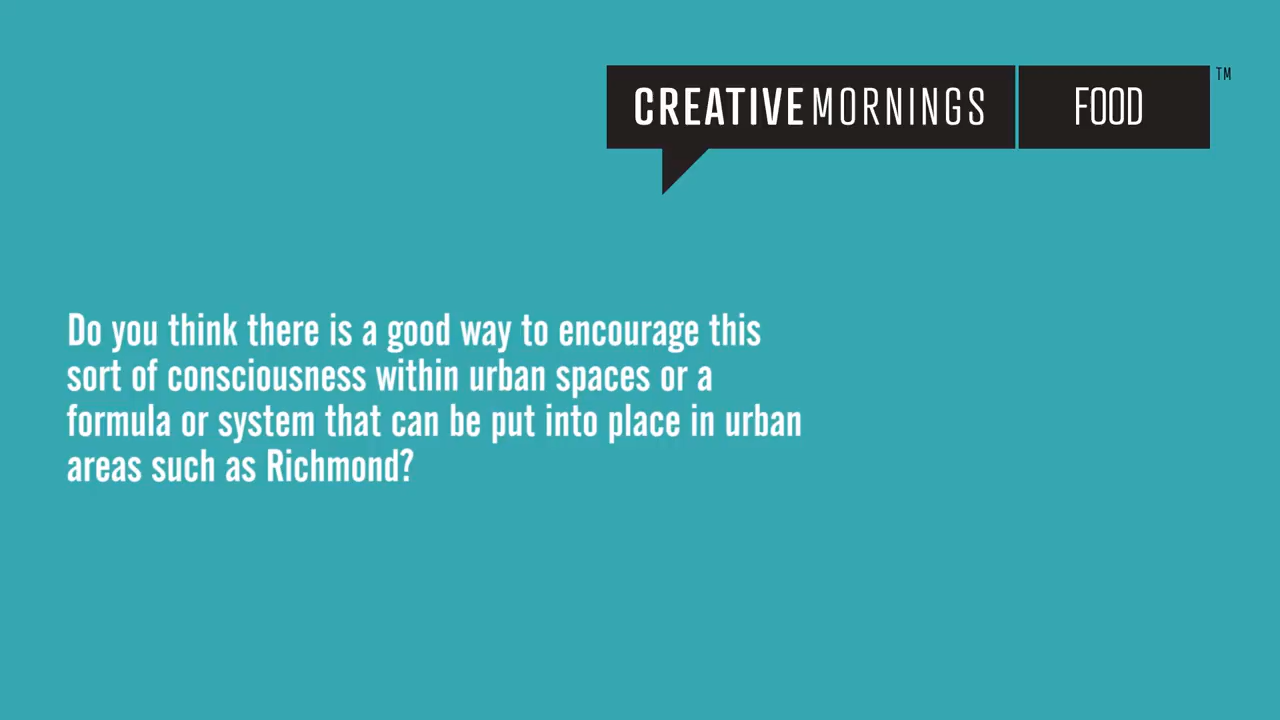 CREATIVEMORNINGS FOOD ™
Do you think there is a good way to encourage this
sort of consciousness within urban spaces or a
formula or system that can be put into place in urban
areas such as Richmond?